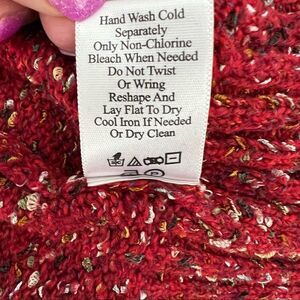 Hand Wash Cold
Separately
Only Non-Chlorine
Bleach When Needed
Do Not Twist
Or Wring
Reshape And
Lay Flat To Dry
Cool Iron If Needed
Or Dry Clean